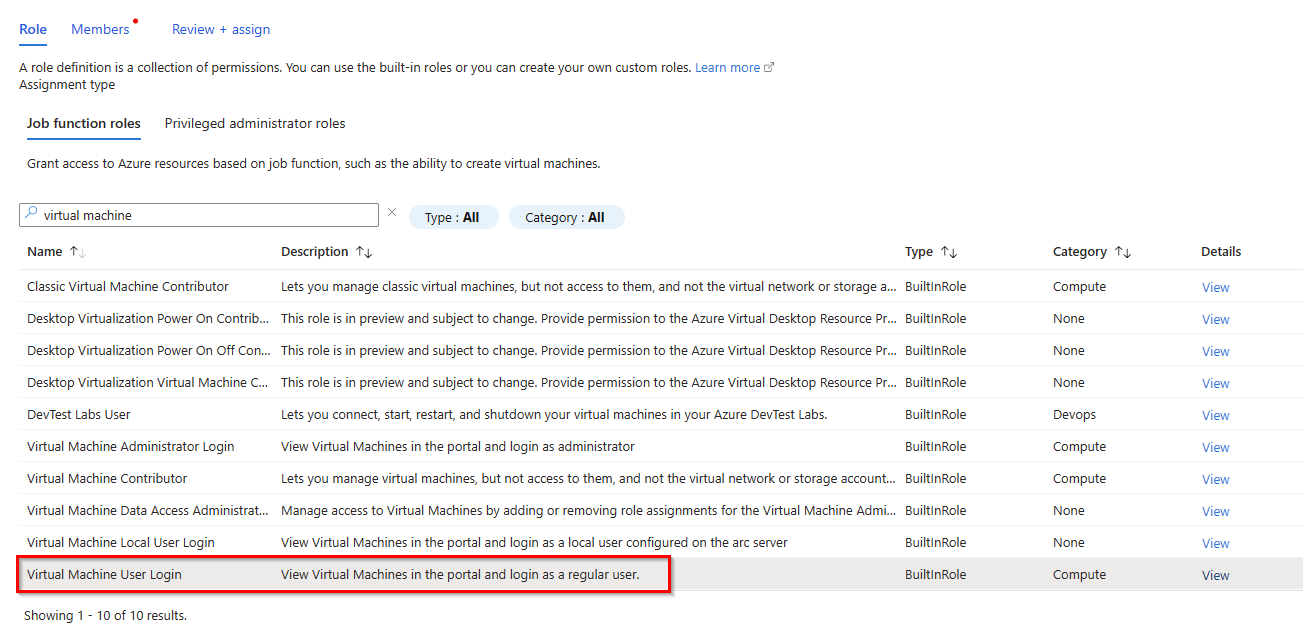 Role Members Review + assign
A role definition is a collection of permissions. You can use the built-in roles or you can create your own custom roles. Learn more
Assignment type
Job function roles Privileged administrator roles
Grant access to Azure resources based on job function, such as the ability to create virtual machines.
virtual machine Type : All Category : All
Name Description Type Category Details
Classic Virtual Machine Contributor Lets you manage classic virtual machines, but not access to them, and not the virtual network or storage a... BuiltInRole Compute View
Desktop Virtualization Power On Contrib... This role is in preview and subject to change. Provide permission to the Azure Virtual Desktop Resource Pr... BuiltInRole None View
Desktop Virtualization Power On Off Con... This role is in preview and subject to change. Provide permission to the Azure Virtual Desktop Resource Pr... BuiltInRole None View
Desktop Virtualization Virtual Machine C... This role is in preview and subject to change. Provide permission to the Azure Virtual Desktop Resource Pr... BuiltInRole None View
DevTest Labs User Lets you connect, start, restart, and shutdown your virtual machines in your Azure DevTest Labs. BuiltInRole Devops View
Virtual Machine Administrator Login View Virtual Machines in the portal and login as administrator BuiltInRole Compute View
Virtual Machine Contributor Lets you manage virtual machines, but not access to them, and not the virtual network or storage account... BuiltInRole Compute View
Virtual Machine Data Access Administrat... Manage access to Virtual Machines by adding or removing role assignments for the Virtual Machine Admi... BuiltInRole None View
Virtual Machine Local User Login View Virtual Machines in the portal and login as a local user configured on the arc server BuiltInRole None View
Virtual Machine User Login View Virtual Machines in the portal and login as a regular user. BuiltInRole Compute View
Showing 1 - 10 of 10 results.